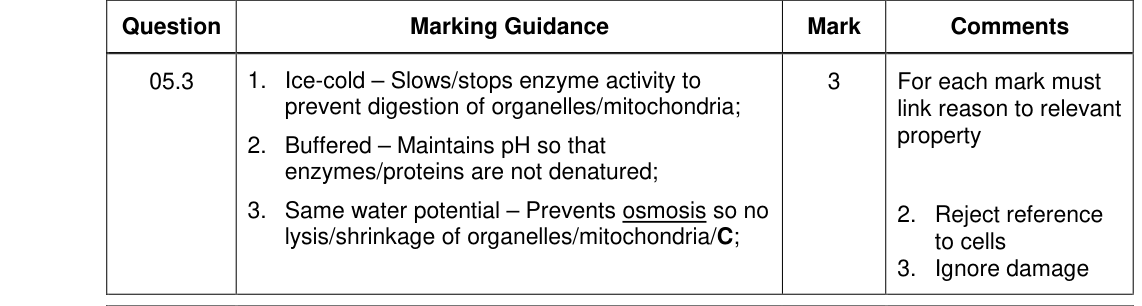 Question Marking Guidance Mark Comments
05.3
1. Ice-cold – Slows/stops enzyme activity to
prevent digestion of organelles/mitochondria;
2. Buffered – Maintains pH so that
enzymes/proteins are not denatured;
3. Same water potential – Prevents osmosis so no
lysis/shrinkage of organelles/mitochondria/C;
3
For each mark must
link reason to relevant
property
2. Reject reference
to cells
3. Ignore damage